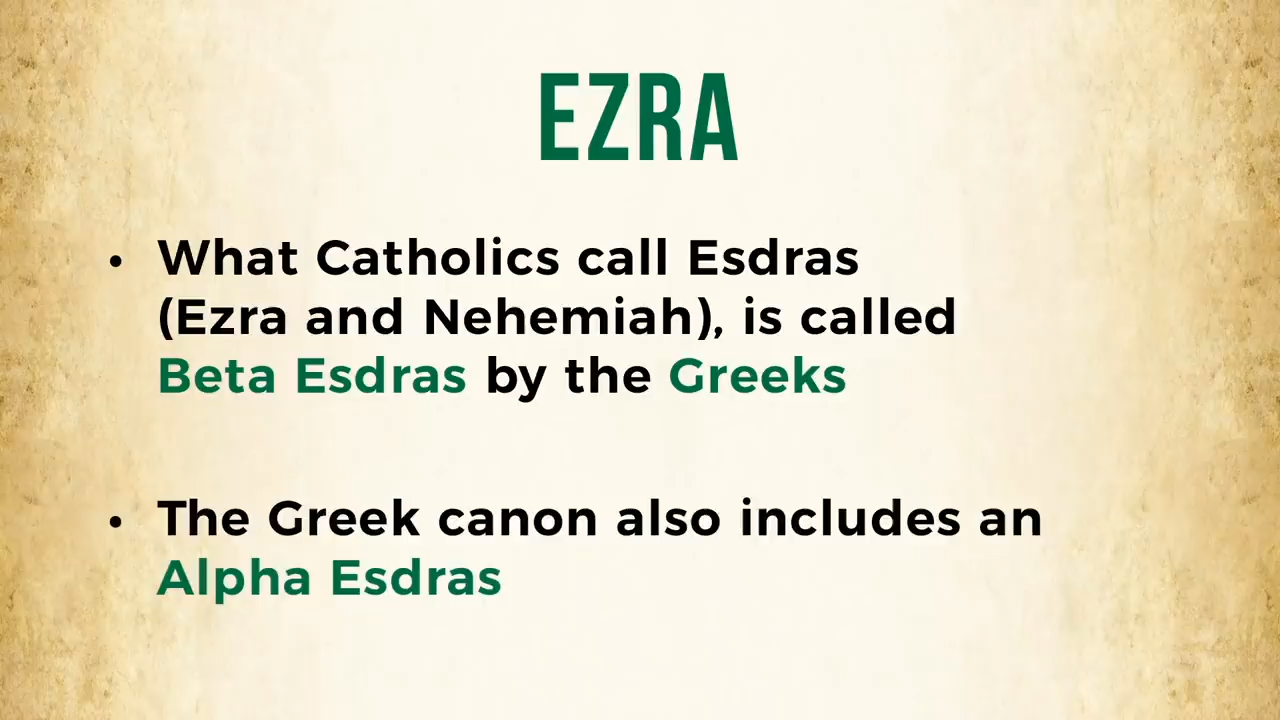 EZRA
• What Catholics call Esdras
(Ezra and Nehemiah), is called
Beta Esdras by the Greeks
• The Greek canon also includes an
Alpha Esdras